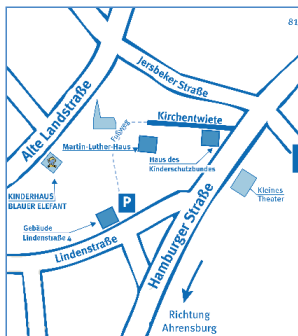 81
Jersbeker Straße
Alte Landstraße
Kirchentwiete
Fußweg
Martin-Luther-Haus
Haus des
Kinderschutzbundes
KINDERHAUS
BLAUER ELEFANT
P
Kleines
Theater
Gebäude
Lindenstraße 4
Lindenstraße
Hamburger Straße
Richtung
Ahrensburg